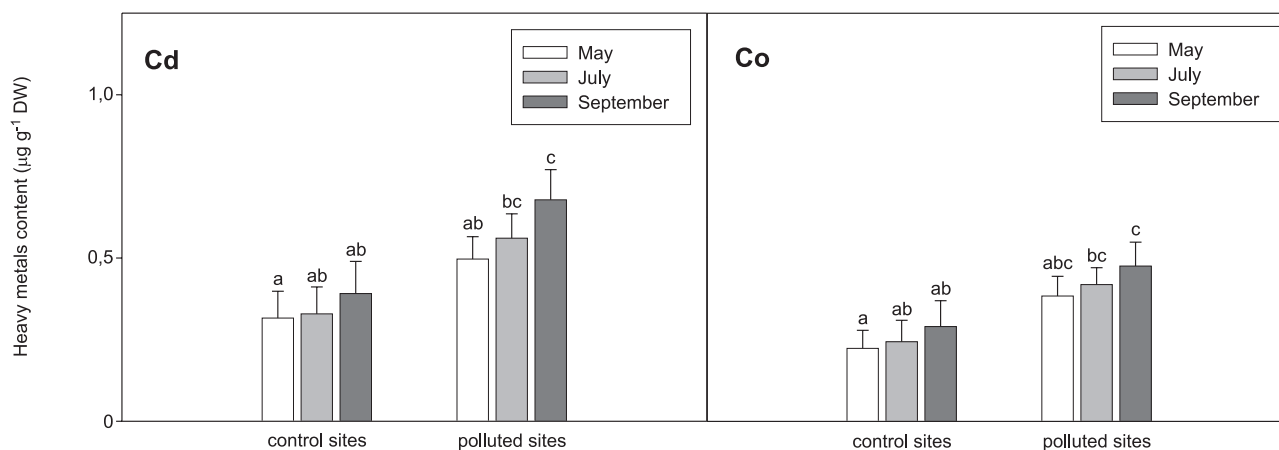 Heavy metals content (µg g⁻¹ DW)
1,0
0,5
0
Cd
May
July
September
a
ab
ab
ab
bc
c
control sites
polluted sites
Co
May
July
September
a
ab
ab
abc
bc
c
control sites
polluted sites